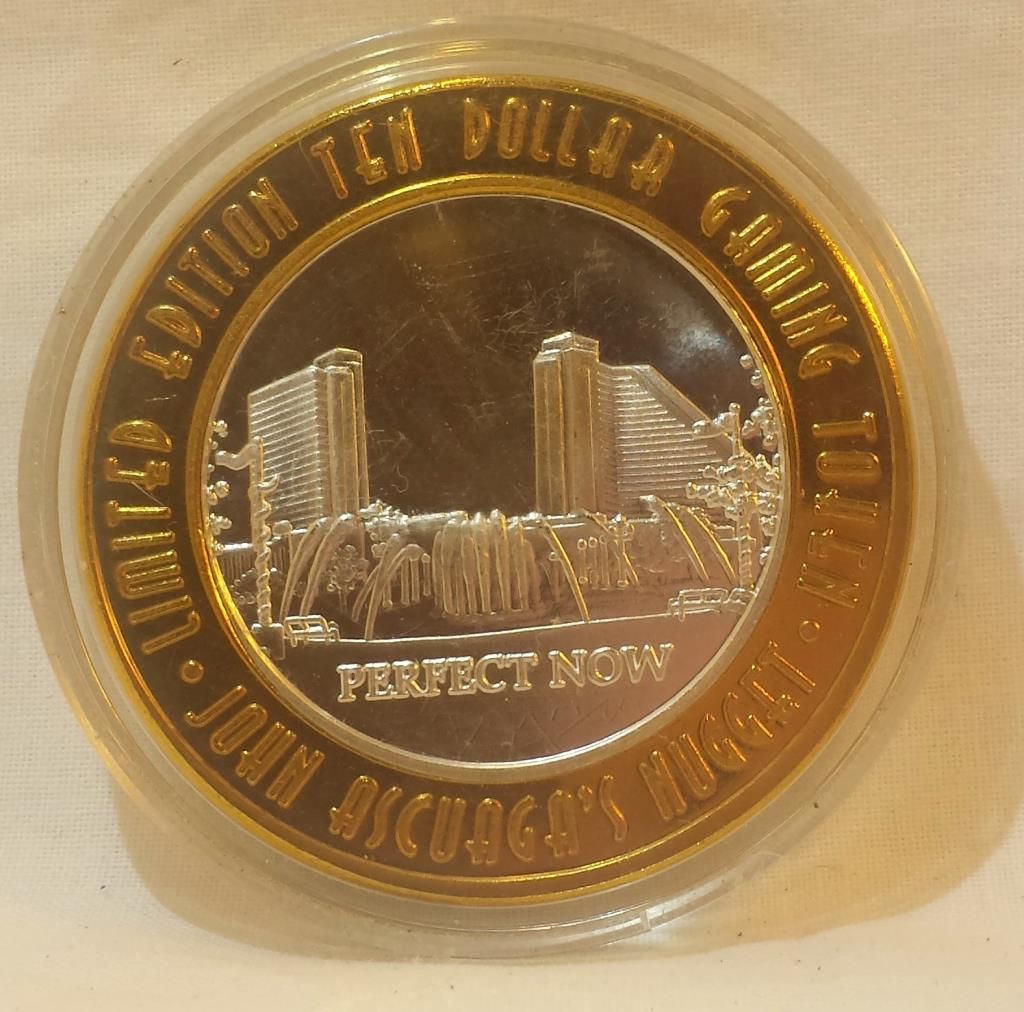 LIMITED EDITION TEN DOLLAR GAMING TOKEN
• JOHN ASCUAGA'S NUGGET •
PERFECT NOW